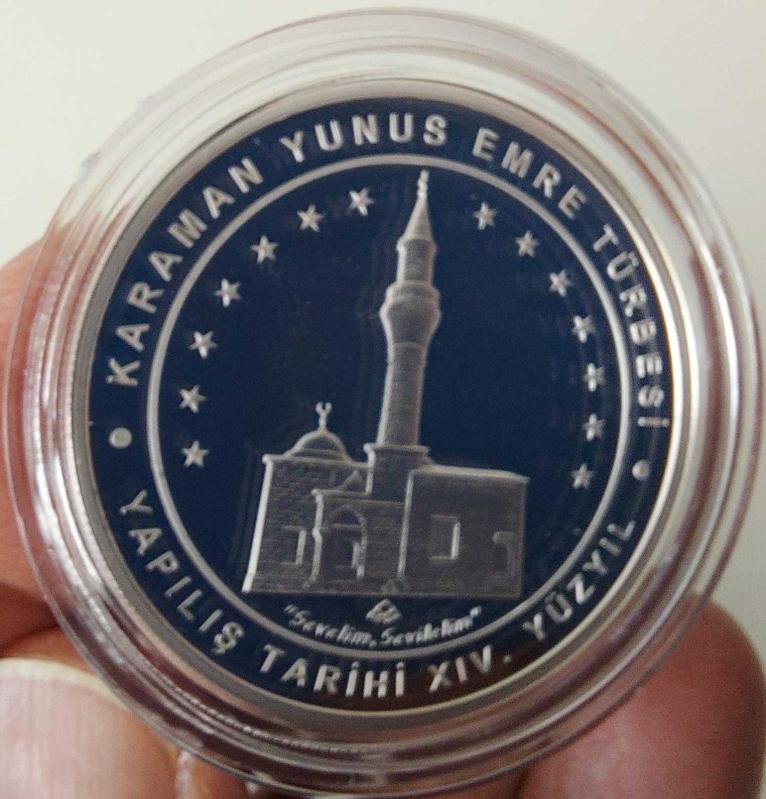 KARAMAN YUNUS EMRE TÜRBESİ
"Sevelim, Sevilelim"
YAPILIŞ TARİHİ XIV. YÜZYIL